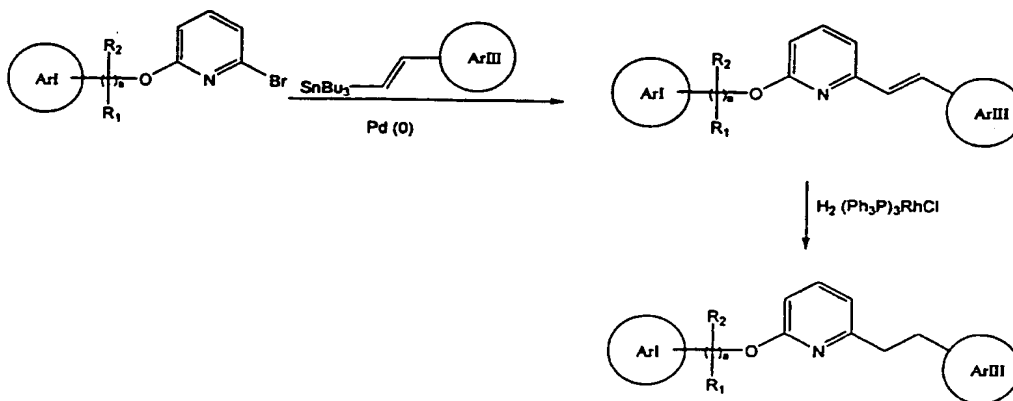 R2
ArI
( )a
O
N
Br
R1
SnBu3
ArIII
Pd (0)
R2
ArI
( )a
O
N
R1
ArIII
H2 (Ph3P)3RhCl
R2
ArI
( )a
O
N
R1
ArIII